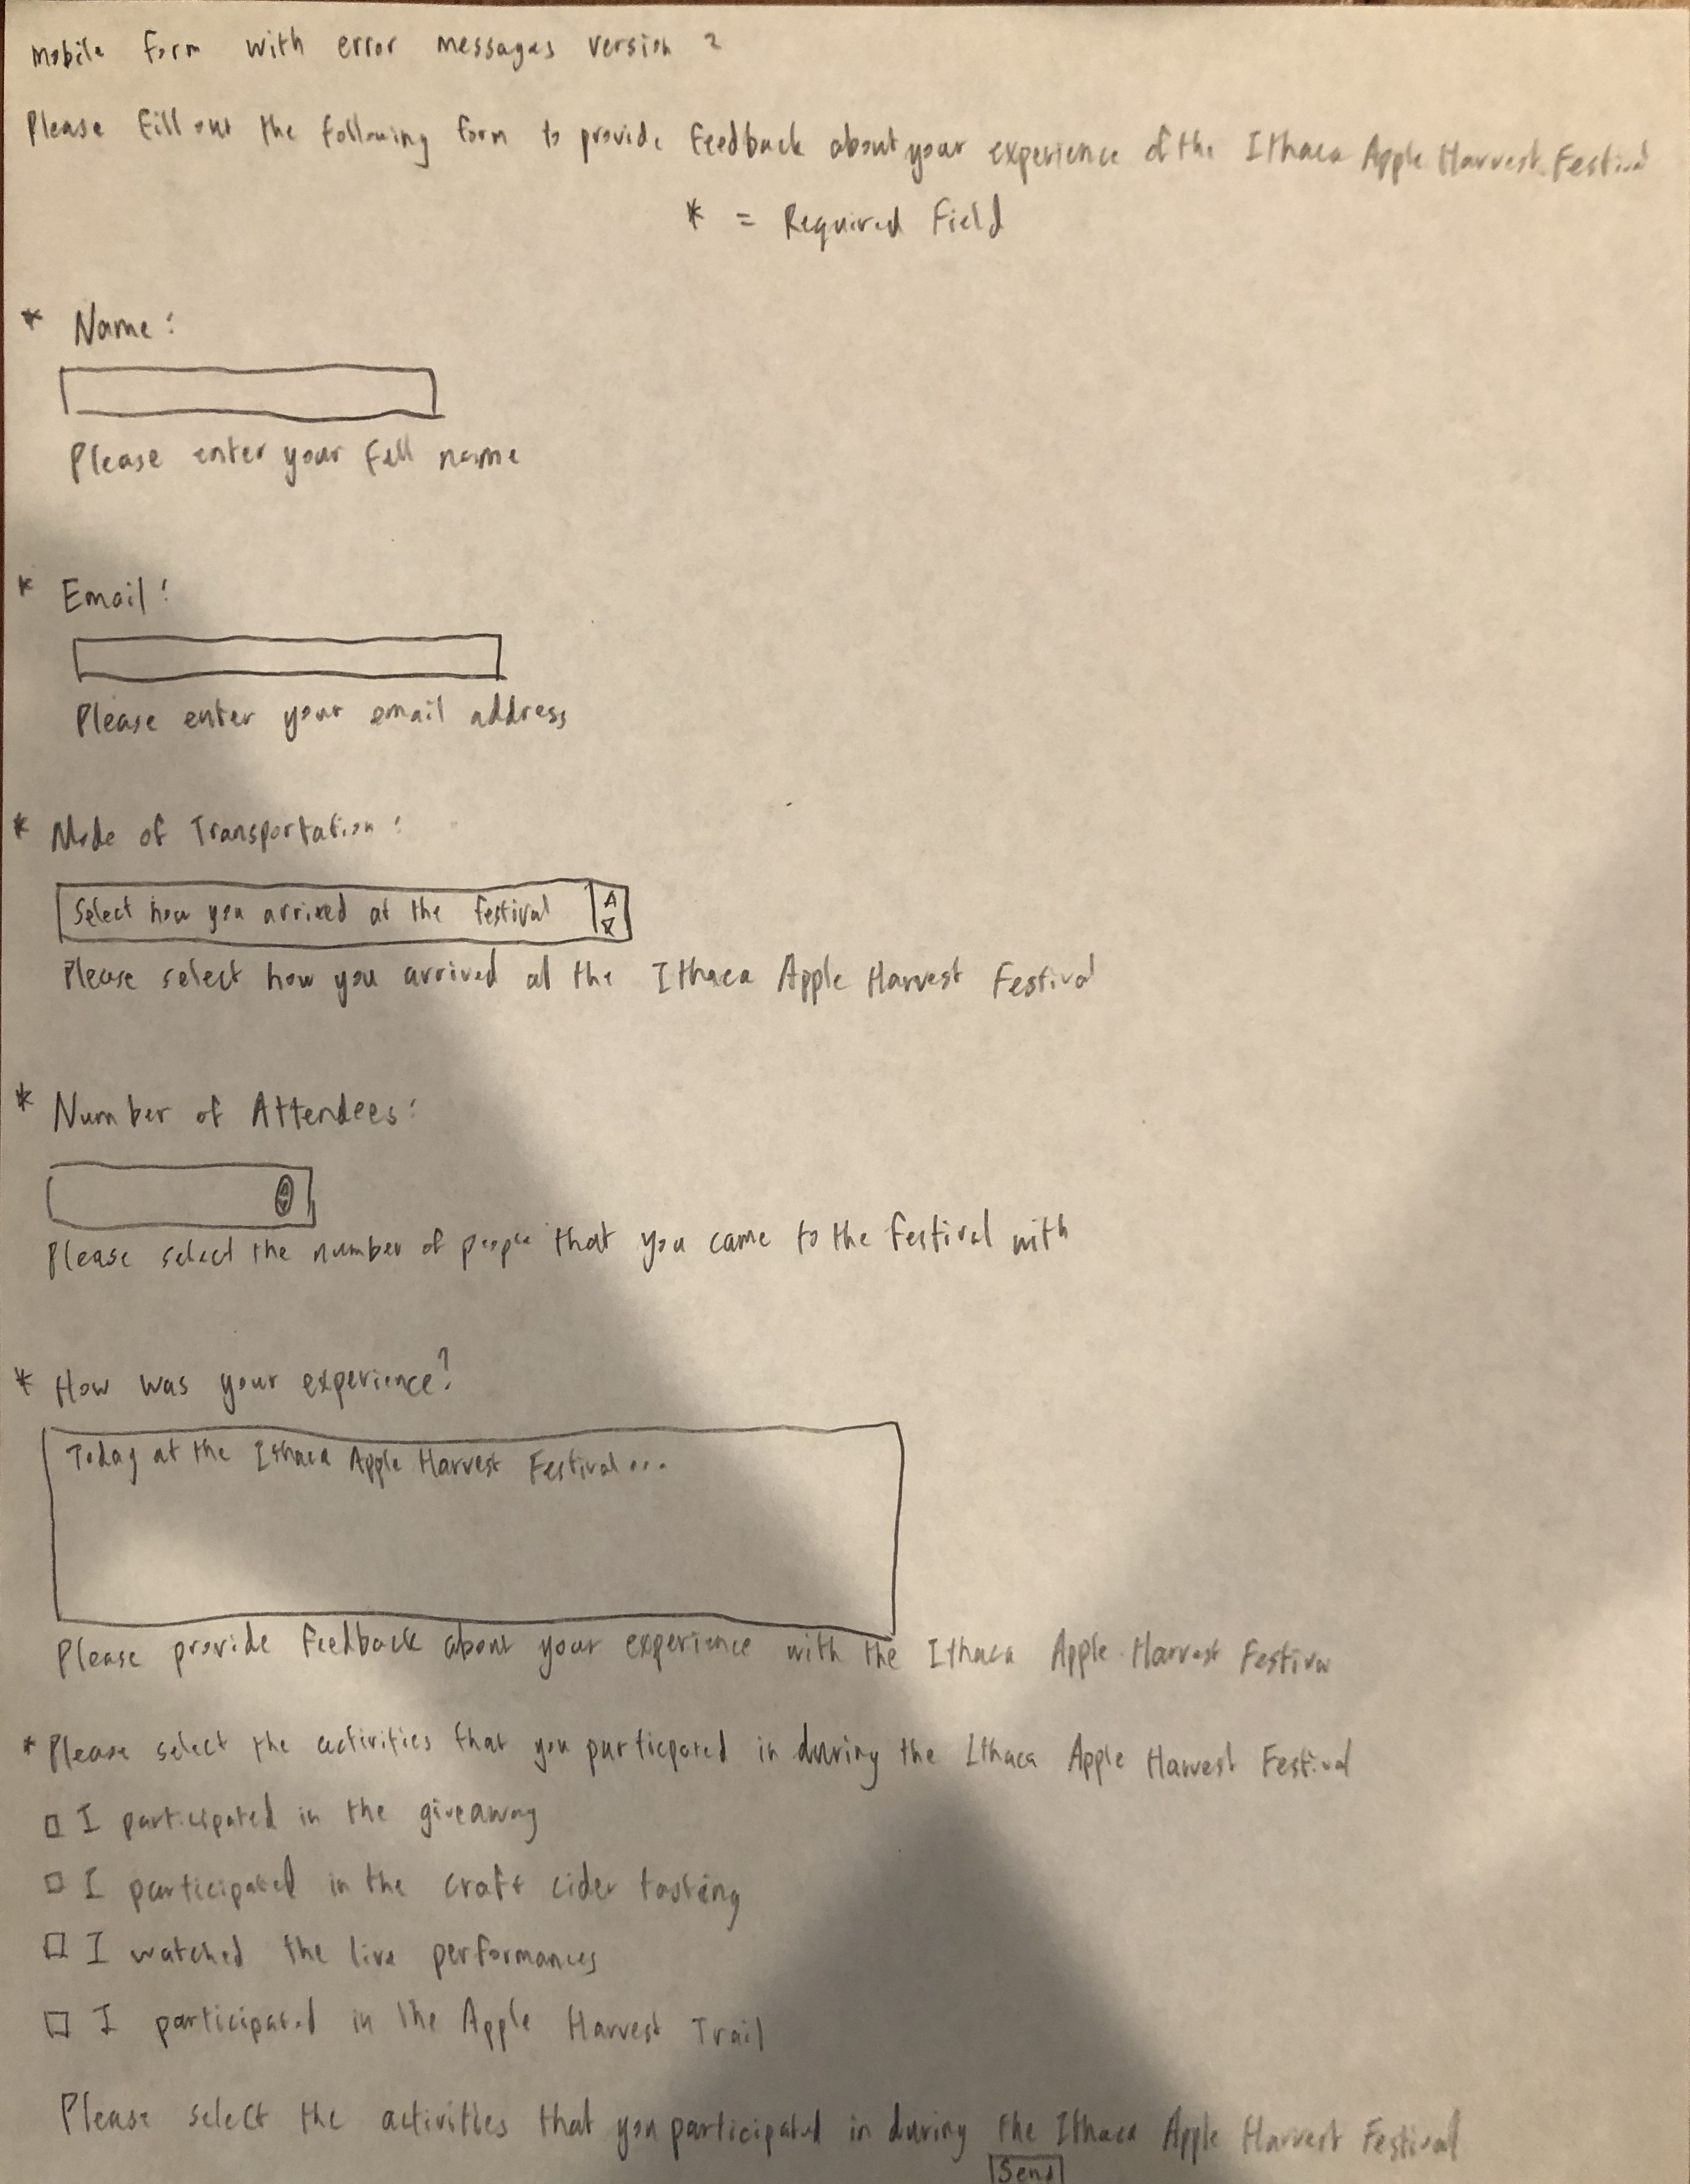 mobile form with error messages version 2
Please fill out the following form to provide feedback about your experience of the Ithaca Apple Harvest Festival
* = Required Field
* Name:
Please enter your full name
* Email:
Please enter your email address
* Mode of Transportation:
Select how you arrived at the festival
Please select how you arrived at the Ithaca Apple Harvest Festival
* Number of Attendees:
Please select the number of people that you came to the festival with
* How was your experience?
Today at the Ithaca Apple Harvest Festival...
Please provide feedback about your experience with the Ithaca Apple Harvest Festival
* Please select the activities that you particpated in during the Ithaca Apple Harvest Festival
I participated in the giveaway
I participated in the craft cider tasting
I watched the live performances
I participated in the Apple Harvest Trail
Please select the activities that you participated in during the Ithaca Apple Harvest Festival
Send